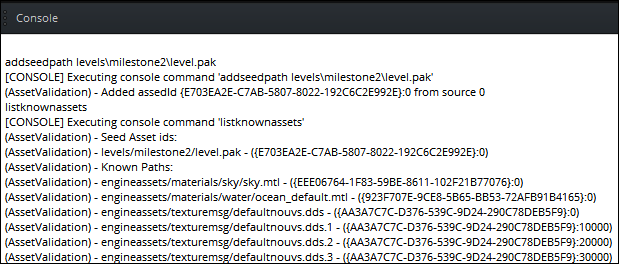 Console
addseedpath levels\milestone2\level.pak
[CONSOLE] Executing console command 'addseedpath levels\milestone2\level.pak'
(AssetValidation) - Added assedId {E703EA2E-C7AB-5807-8022-192C6C2E992E}:0 from source 0
listknownassets
[CONSOLE] Executing console command 'listknownassets'
(AssetValidation) - Seed Asset ids:
(AssetValidation) - levels/milestone2/level.pak - ({E703EA2E-C7AB-5807-8022-192C6C2E992E}:0)
(AssetValidation) - Known Paths:
(AssetValidation) - engineassets/materials/sky/sky.mtl - ({EEE06764-1F83-59BE-8611-102F21B77076}:0)
(AssetValidation) - engineassets/materials/water/ocean_default.mtl - ({923F707E-9CE8-5B65-BB53-72AFB91B4165}:0)
(AssetValidation) - engineassets/texturemsg/defaultnouvs.dds - ({AA3A7C7C-D376-539C-9D24-290C78DEB5F9}:0)
(AssetValidation) - engineassets/texturemsg/defaultnouvs.dds.1 - ({AA3A7C7C-D376-539C-9D24-290C78DEB5F9}:10000)
(AssetValidation) - engineassets/texturemsg/defaultnouvs.dds.2 - ({AA3A7C7C-D376-539C-9D24-290C78DEB5F9}:20000)
(AssetValidation) - engineassets/texturemsg/defaultnouvs.dds.3 - ({AA3A7C7C-D376-539C-9D24-290C78DEB5F9}:30000)